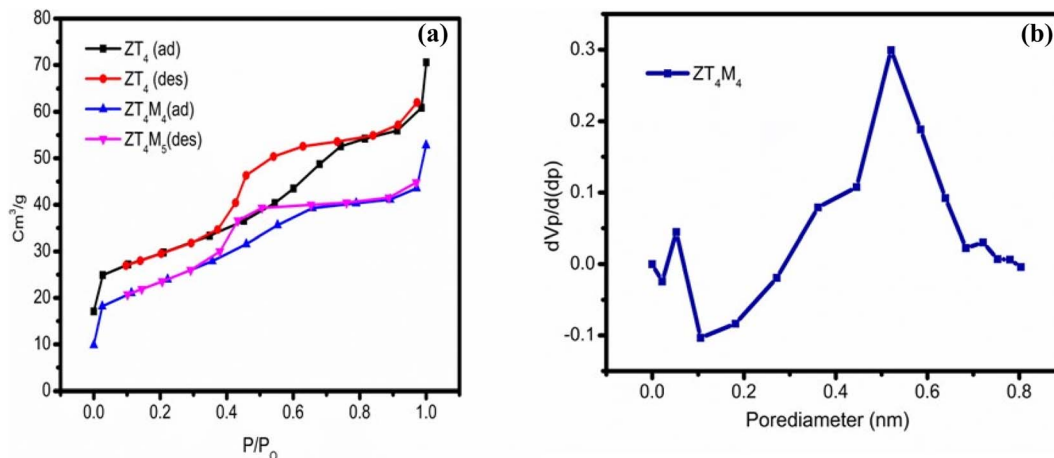 (a)
ZT₄ (ad)
ZT₄ (des)
ZT₄M₄(ad)
ZT₄M₅(des)
80
70
60
50
40
30
20
10
0
Cm³/g
0.0 0.2 0.4 0.6 0.8 1.0
P/P₀
(b)
ZT₄M₄
0.3
0.2
0.1
0.0
-0.1
dVp/d(dp)
0.0 0.2 0.4 0.6 0.8
Porediameter (nm)